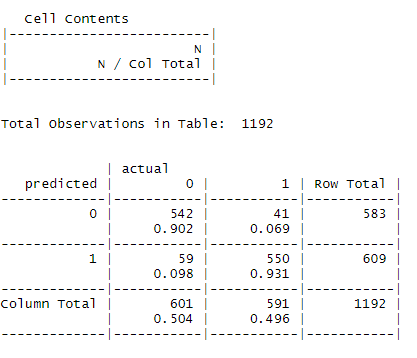 Cell Contents
|-------------------------|
|                       N |
|           N / Col Total |
|-------------------------|
Total Observations in Table:  1192
             | actual
   predicted |         0 |         1 | Row Total |
-------------|-----------|-----------|-----------|
           0 |       542 |        41 |       583 |
             |     0.902 |     0.069 |           |
-------------|-----------|-----------|-----------|
           1 |        59 |       550 |       609 |
             |     0.098 |     0.931 |           |
-------------|-----------|-----------|-----------|
Column Total |       601 |       591 |      1192 |
             |     0.504 |     0.496 |           |
-------------|-----------|-----------|-----------|